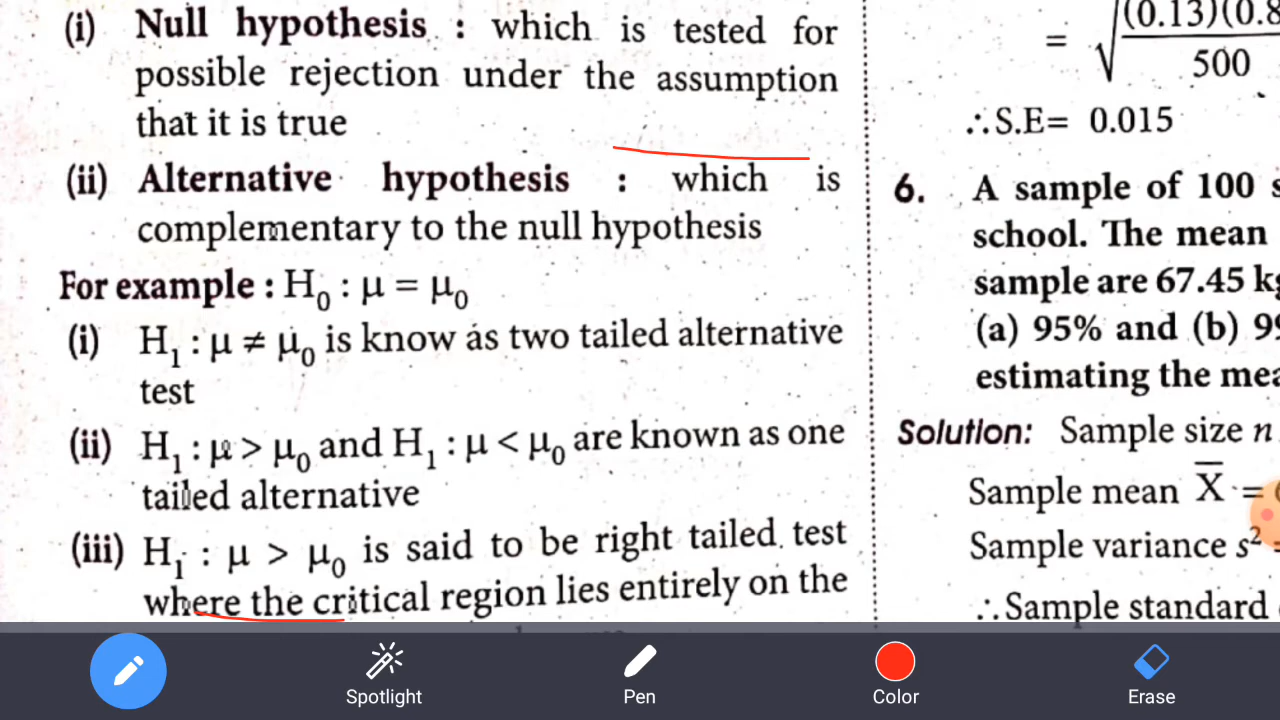 (i) Null hypothesis : which is tested for
possible rejection under the assumption
that it is true
(ii) Alternative hypothesis : which is
complementary to the null hypothesis
For example : H₀ : μ = μ₀
(i) H₁ : μ ≠ μ₀ is know as two tailed alternative
test
(ii) H₁ : μ > μ₀ and H₁ : μ < μ₀ are known as one
tailed alternative
(iii) H₁ : μ > μ₀ is said to be right tailed test
where the critical region lies entirely on the
= √(0.13)(0.8
500
∴S.E= 0.015
6. A sample of 100 s
school. The mean
sample are 67.45 kg
(a) 95% and (b) 99
estimating the mea
Solution: Sample size n
Sample mean X̅ =
Sample variance s² =
∴Sample standard
Spotlight
Pen
Color
Erase